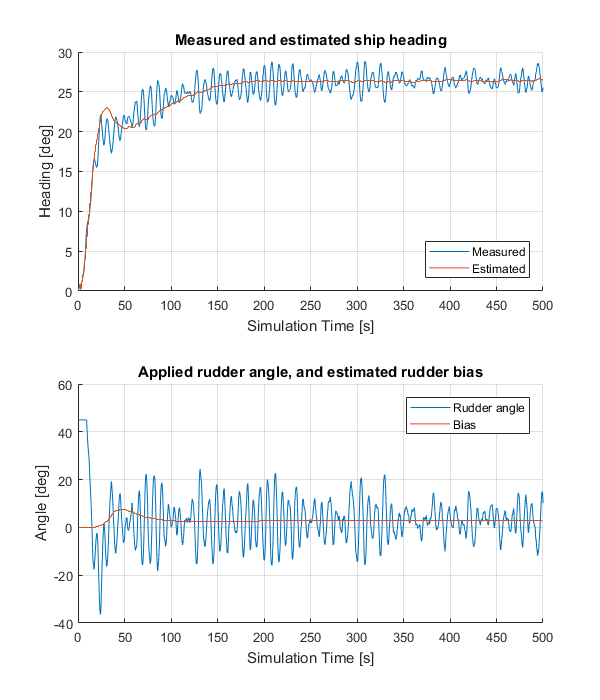 Measured and estimated ship heading
30
25
20
15
10
5
0
Heading [deg]
Measured
Estimated
0 50 100 150 200 250 300 350 400 450 500
Simulation Time [s]
Applied rudder angle, and estimated rudder bias
60
40
20
0
-20
-40
Angle [deg]
Rudder angle
Bias
0 50 100 150 200 250 300 350 400 450 500
Simulation Time [s]